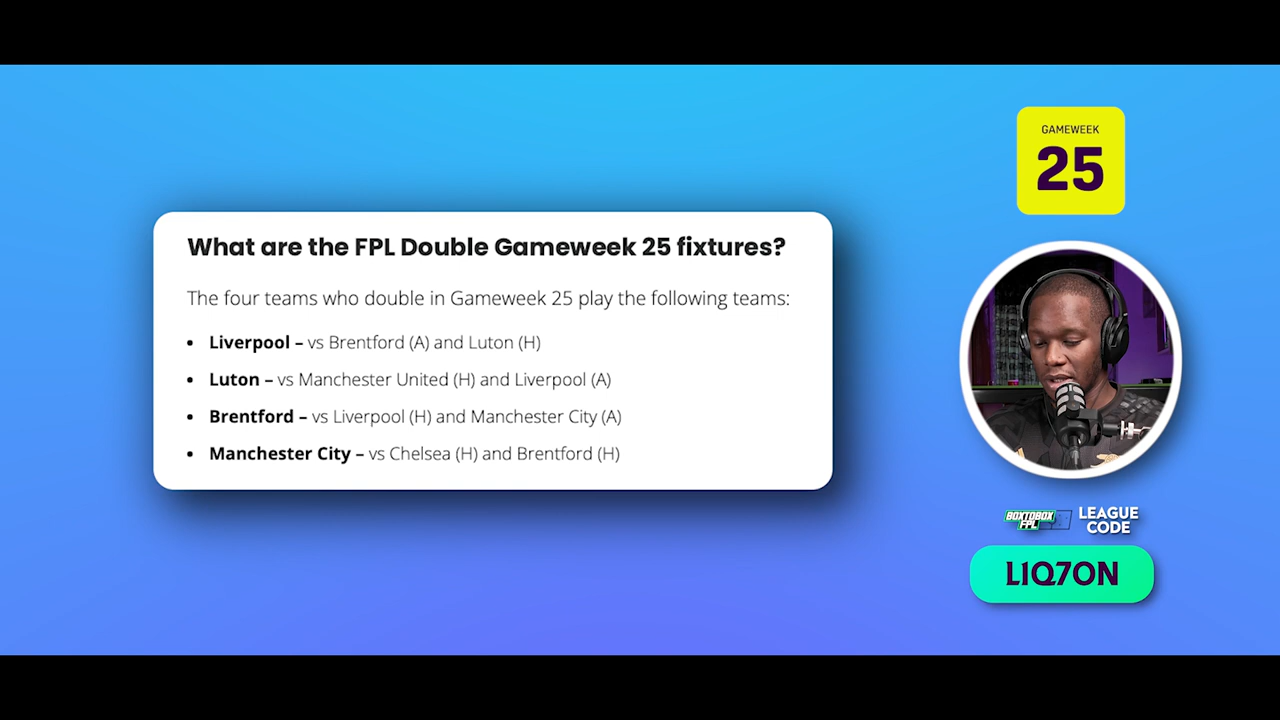 GAMEWEEK
25
What are the FPL Double Gameweek 25 fixtures?
The four teams who double in Gameweek 25 play the following teams:
• Liverpool – vs Brentford (A) and Luton (H)
• Luton – vs Manchester United (H) and Liverpool (A)
• Brentford – vs Liverpool (H) and Manchester City (A)
• Manchester City – vs Chelsea (H) and Brentford (H)
BOXTOBOX
FPL
LEAGUE
CODE
L1Q7ON